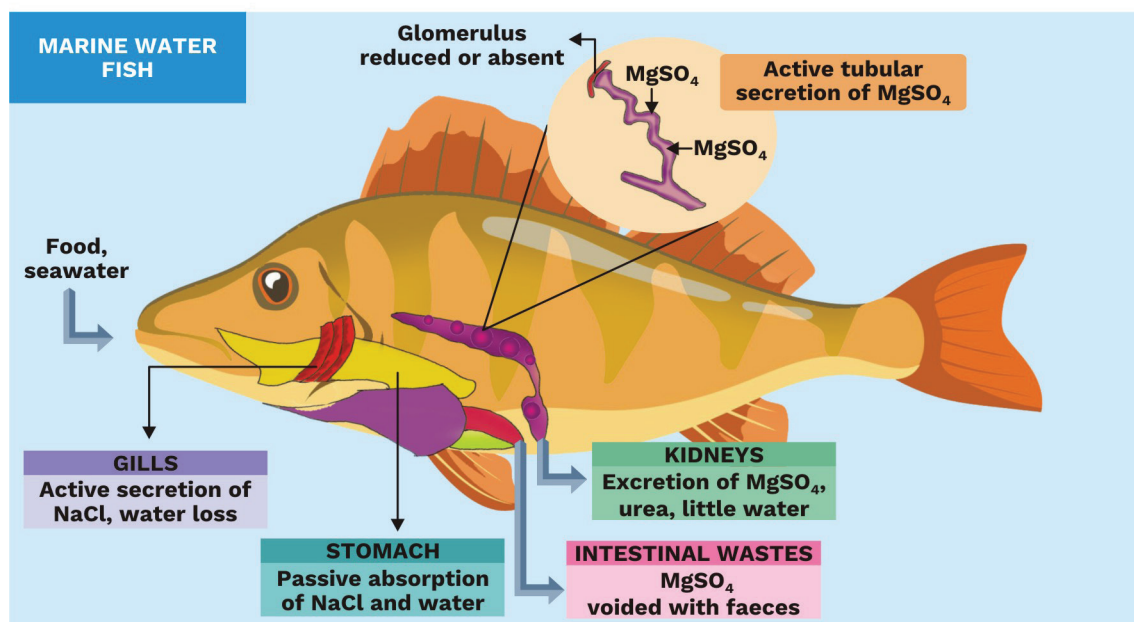 MARINE WATER
FISH
Glomerulus
reduced or absent
MgSO₄
MgSO₄
Active tubular
secretion of MgSO₄
Food,
seawater
GILLS
Active secretion of
NaCl, water loss
STOMACH
Passive absorption
of NaCl and water
KIDNEYS
Excretion of MgSO₄,
urea, little water
INTESTINAL WASTES
MgSO₄
voided with faeces